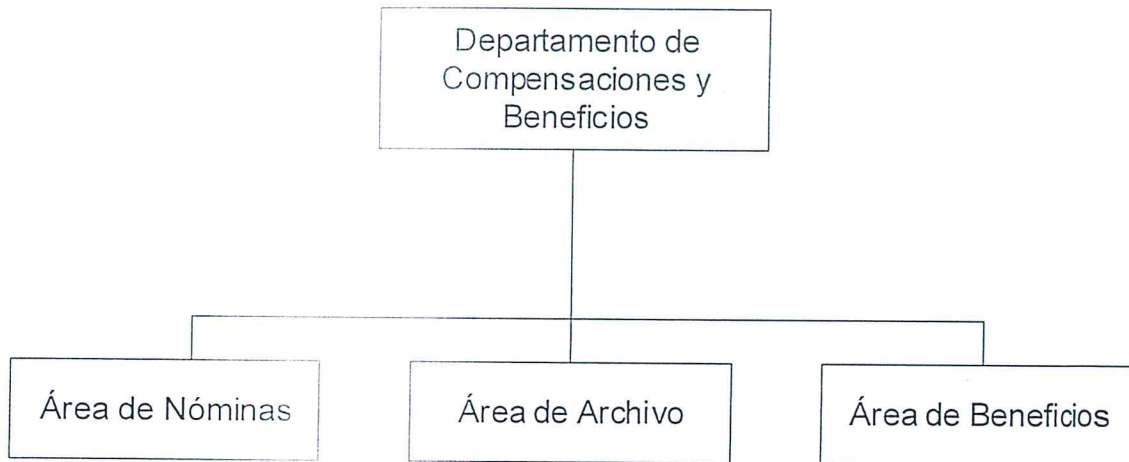 Departamento de
Compensaciones y
Beneficios
Área de Nóminas
Área de Archivo
Área de Beneficios